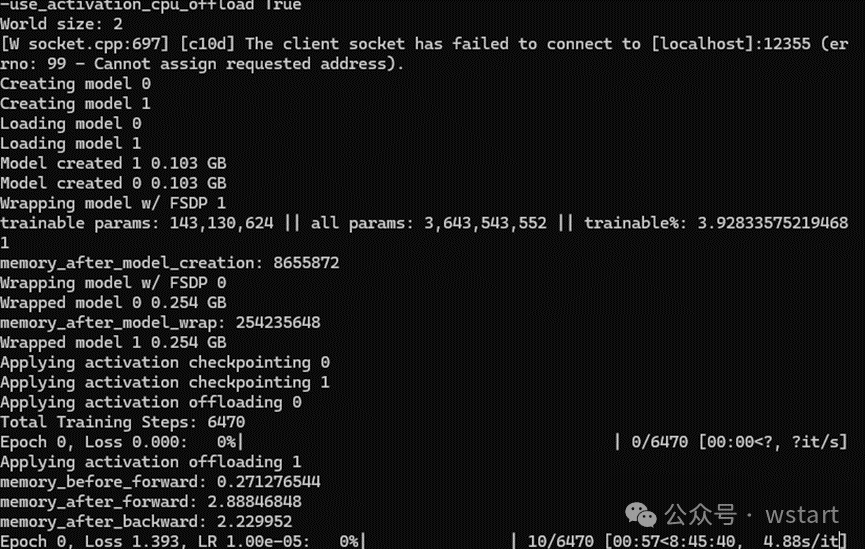 -use_activation_cpu_offload True
World size: 2
[W socket.cpp:697] [c10d] The client socket has failed to connect to [localhost]:12355 (er
rno: 99 - Cannot assign requested address).
Creating model 0
Creating model 1
Loading model 0
Loading model 1
Model created 1 0.103 GB
Model created 0 0.103 GB
Wrapping model w/ FSDP 1
trainable params: 143,130,624 || all params: 3,643,543,552 || trainable%: 3.92833575219468
1
memory_after_model_creation: 8655872
Wrapping model w/ FSDP 0
Wrapped model 0 0.254 GB
memory_after_model_wrap: 254235648
Wrapped model 1 0.254 GB
Applying activation checkpointing 0
Applying activation checkpointing 1
Applying activation offloading 0
Total Training Steps: 6470
Epoch 0, Loss 0.000:   0%|          | 0/6470 [00:00<?, ?it/s]
Applying activation offloading 1
memory_before_forward: 0.271276544
memory_after_forward: 2.88846848
memory_after_backward: 2.229952
公众号 · wstart
Epoch 0, Loss 1.393, LR 1.00e-05:   0%|          | 10/6470 [00:57<8:45:40,  4.88s/it]